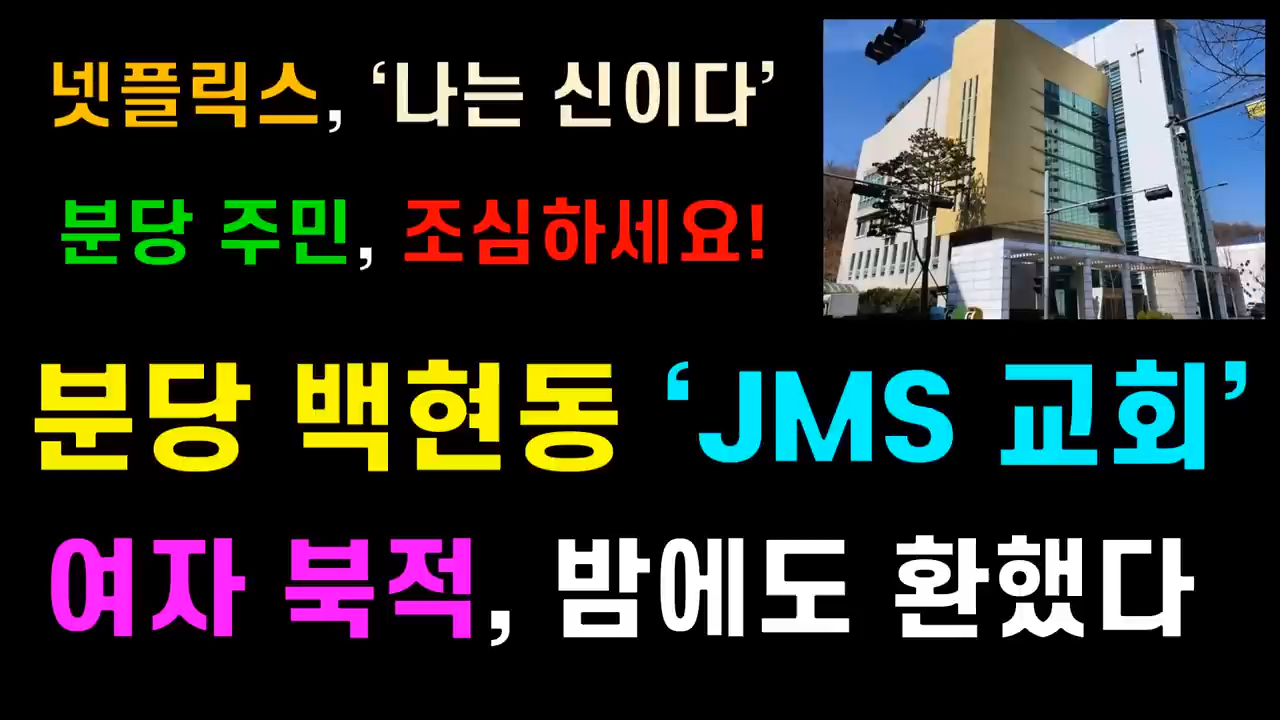 넷플릭스, ‘나는 신이다’
분당 주민, 조심하세요!
분당 백현동 ‘JMS 교회’
여자 북적, 밤에도 환했다